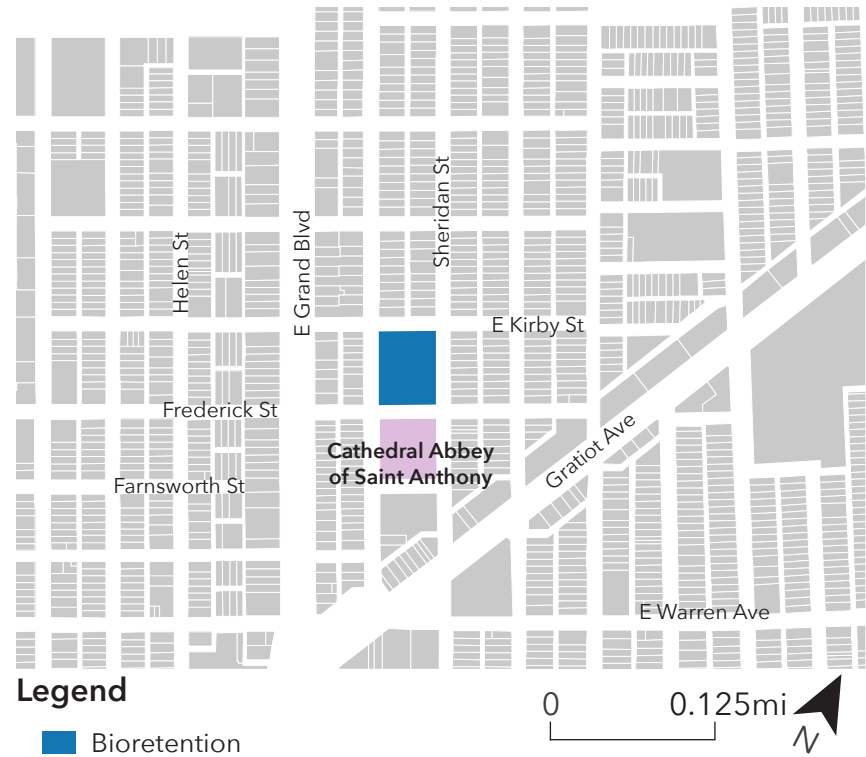 Sheridan St
E Grand Blvd
Helen St
E Kirby St
Frederick St
Cathedral Abbey
of Saint Anthony
Gratiot Ave
Farnsworth St
E Warren Ave
Legend
Bioretention
0
0.125mi
N